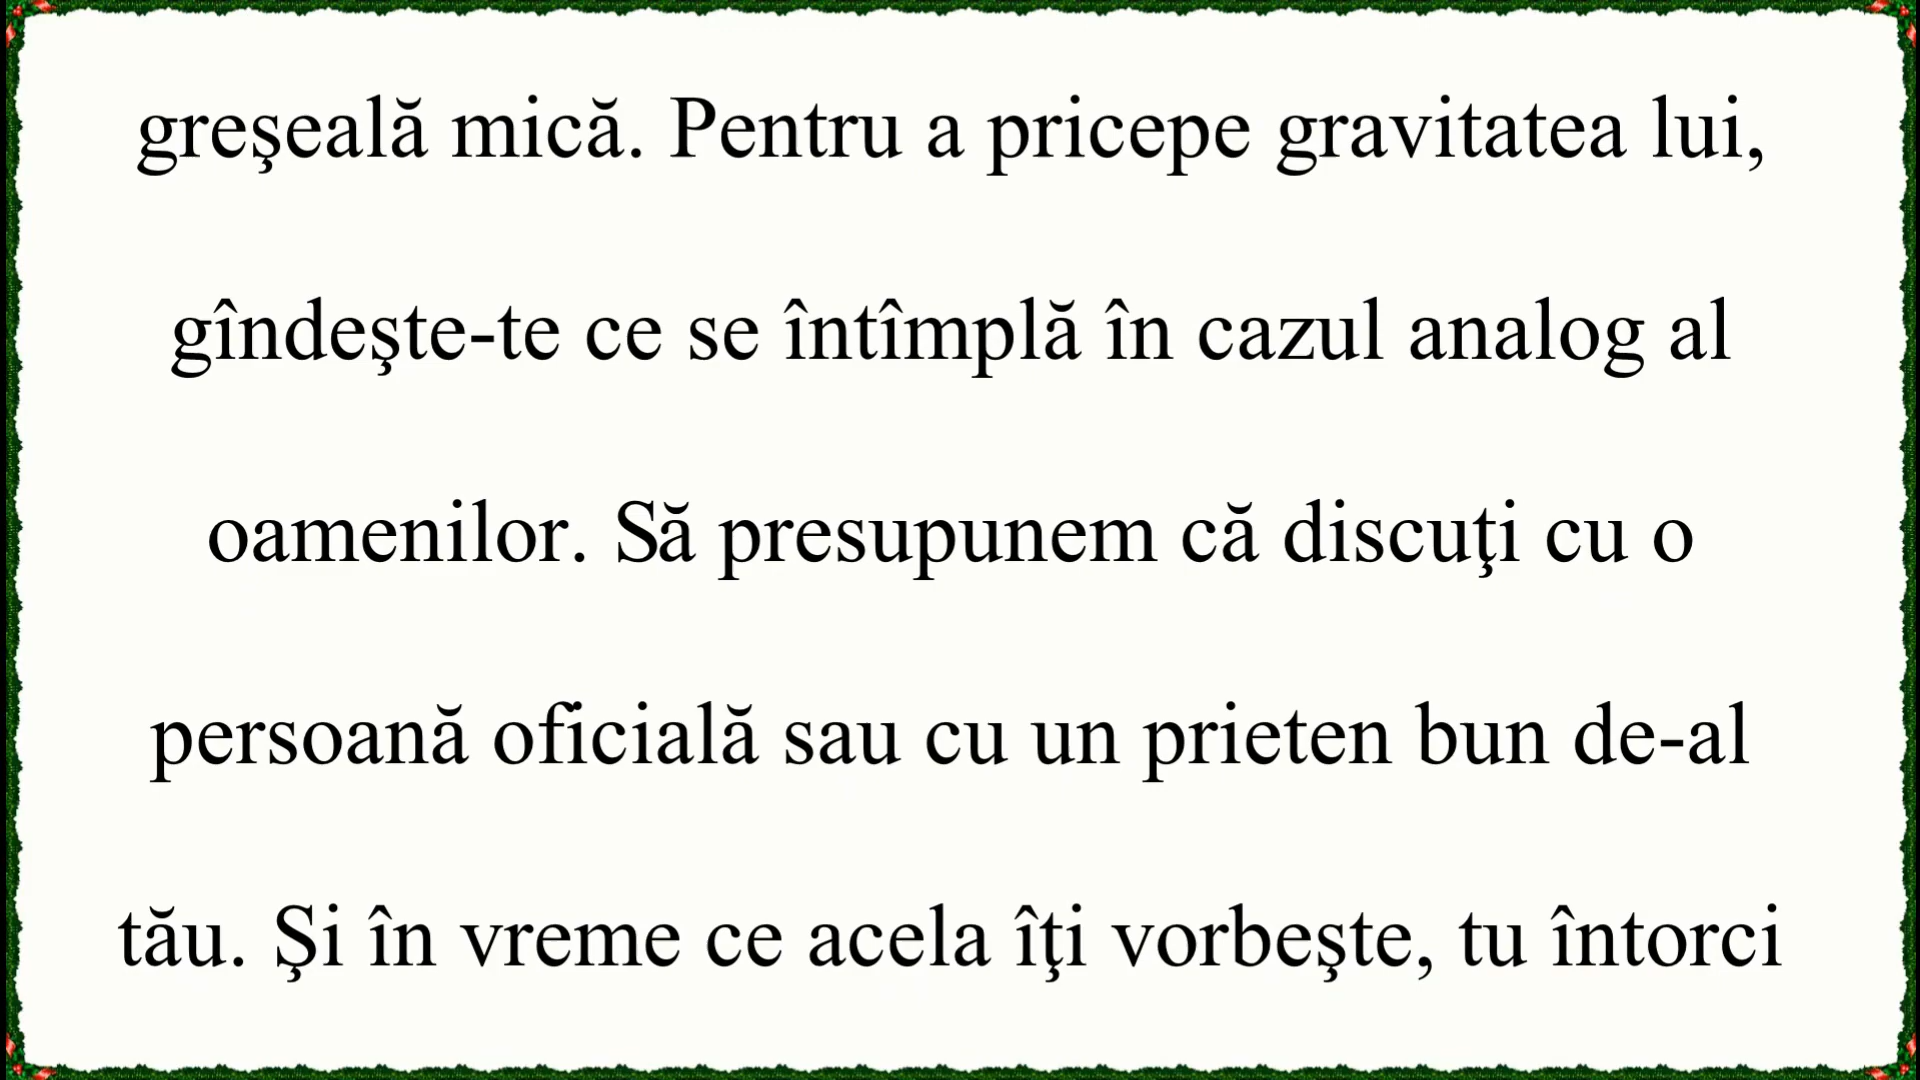 greşeală mică. Pentru a pricepe gravitatea lui,
gîndeşte-te ce se întîmplă în cazul analog al
oamenilor. Să presupunem că discuţi cu o
persoană oficială sau cu un prieten bun de-al
tău. Şi în vreme ce acela îţi vorbeşte, tu întorci